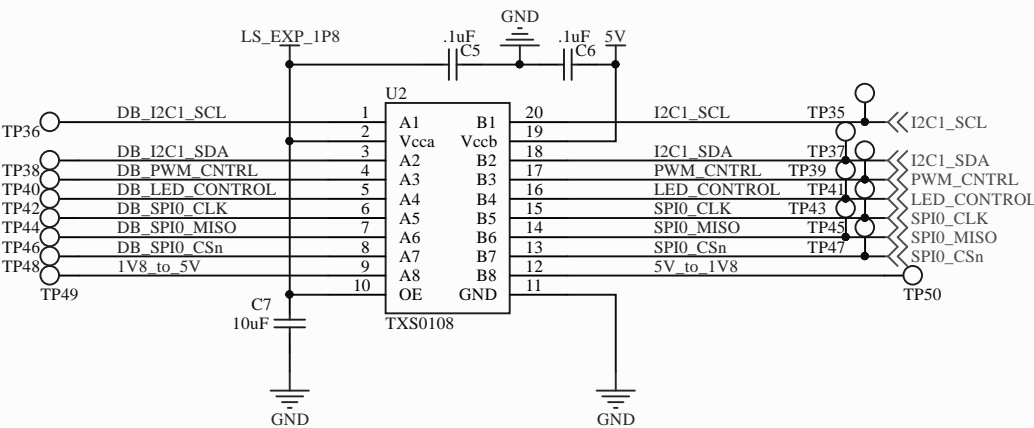 GND
LS_EXP_1P8 .1uF .1uF 5V
C5 C6
U2
DB_I2C1_SCL 1 A1 B1 20 I2C1_SCL TP35
TP36 2 Vcca Vccb 19 I2C1_SCL
DB_I2C1_SDA 3 A2 B2 18 I2C1_SDA TP37 I2C1_SDA
TP38 DB_PWM_CNTRL 4 A3 B3 17 PWM_CNTRL TP39 PWM_CNTRL
TP40 DB_LED_CONTROL 5 A4 B4 16 LED_CONTROL TP41 LED_CONTROL
TP42 DB_SPI0_CLK 6 A5 B5 15 SPI0_CLK TP43 SPI0_CLK
TP44 DB_SPI0_MISO 7 A6 B6 14 SPI0_MISO TP45 SPI0_MISO
TP46 DB_SPI0_CSn 8 A7 B7 13 SPI0_CSn TP47 SPI0_CSn
TP48 1V8_to_5V 9 A8 B8 12 5V_to_1V8
TP49 10 OE GND 11 TP50
C7
10uF TXS0108
GND GND